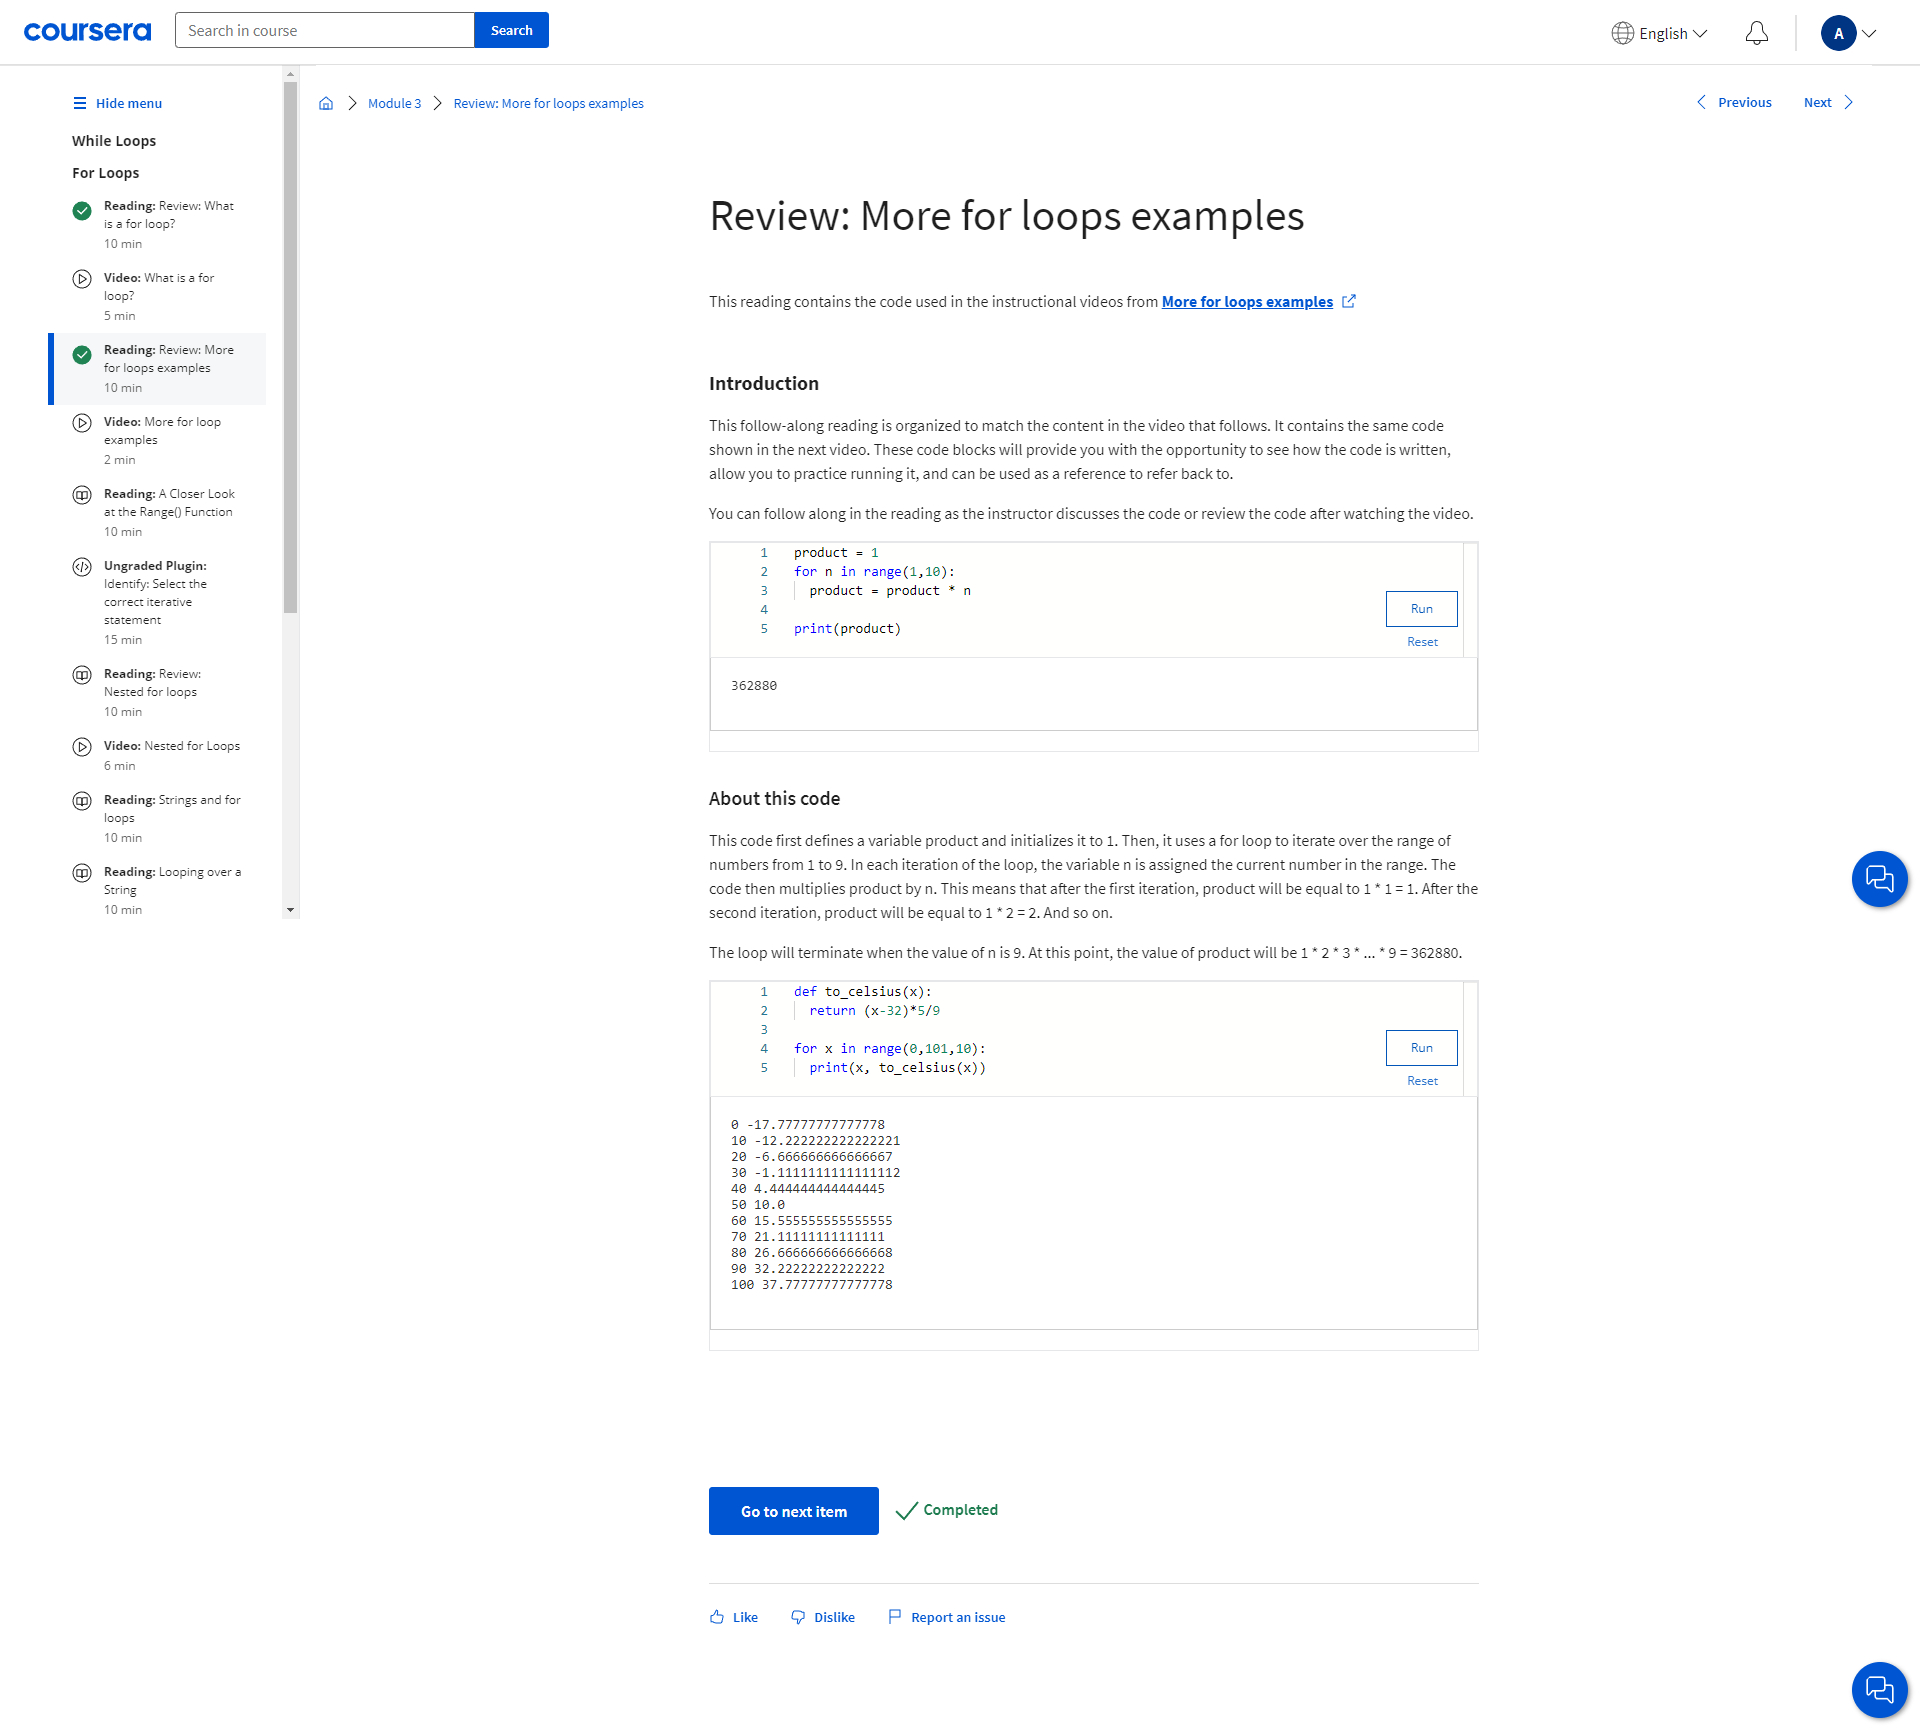 coursera
Search in course
Search
English
A
Hide menu
While Loops
For Loops
Reading: Review: What
is a for loop?
10 min
Video: What is a for
loop?
5 min
Reading: Review: More
for loops examples
10 min
Video: More for loop
examples
2 min
Reading: A Closer Look
at the Range() Function
10 min
Ungraded Plugin:
Identify: Select the
correct iterative
statement
15 min
Reading: Review:
Nested for loops
10 min
Video: Nested for Loops
6 min
Reading: Strings and for
loops
10 min
Reading: Looping over a
String
10 min
Module 3
Review: More for loops examples
Previous
Next
Review: More for loops examples
This reading contains the code used in the instructional videos from More for loops examples
Introduction
This follow-along reading is organized to match the content in the video that follows. It contains the same code
shown in the next video. These code blocks will provide you with the opportunity to see how the code is written,
allow you to practice running it, and can be used as a reference to refer back to.
You can follow along in the reading as the instructor discusses the code or review the code after watching the video.
1 product = 1
2 for n in range(1,10):
3 product = product * n
4
5 print(product)
Run
Reset
362880
About this code
This code first defines a variable product and initializes it to 1. Then, it uses a for loop to iterate over the range of
numbers from 1 to 9. In each iteration of the loop, the variable n is assigned the current number in the range. The
code then multiplies product by n. This means that after the first iteration, product will be equal to 1 * 1 = 1. After the
second iteration, product will be equal to 1 * 2 = 2. And so on.
The loop will terminate when the value of n is 9. At this point, the value of product will be 1 * 2 * 3 * ... * 9 = 362880.
1 def to_celsius(x):
2 return (x-32)*5/9
3
4 for x in range(0,101,10):
5 print(x, to_celsius(x))
Run
Reset
0 -17.77777777777778
10 -12.222222222222221
20 -6.666666666666667
30 -1.1111111111111112
40 4.444444444444445
50 10.0
60 15.555555555555555
70 21.11111111111111
80 26.666666666666668
90 32.22222222222222
100 37.77777777777778
Go to next item
Completed
Like
Dislike
Report an issue